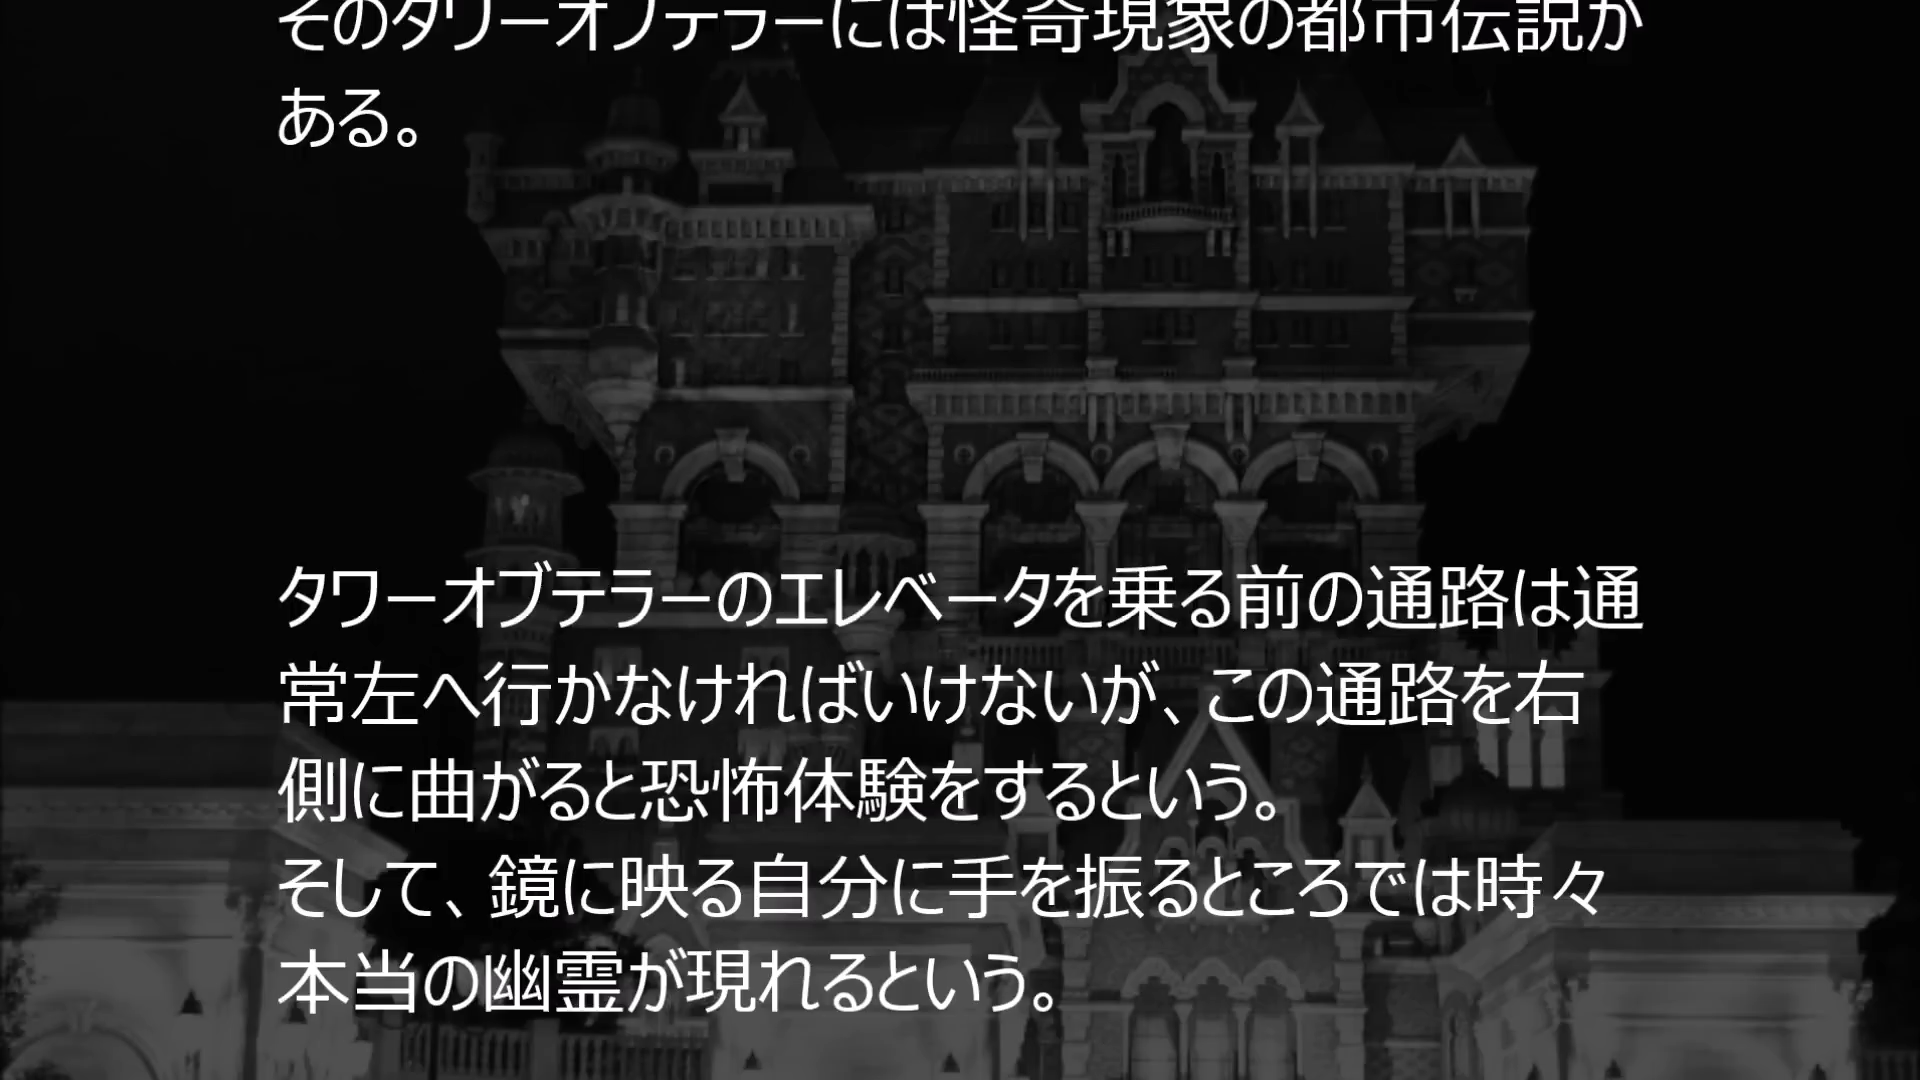 そのタワーオブテラーには怪奇現象の都市伝説が
ある。
タワーオブテラーのエレベータを乗る前の通路は通
常左へ行かなければいけないが、この通路を右
側に曲がると恐怖体験をするという。
そして、鏡に映る自分に手を振るところでは時々
本当の幽霊が現れるという。